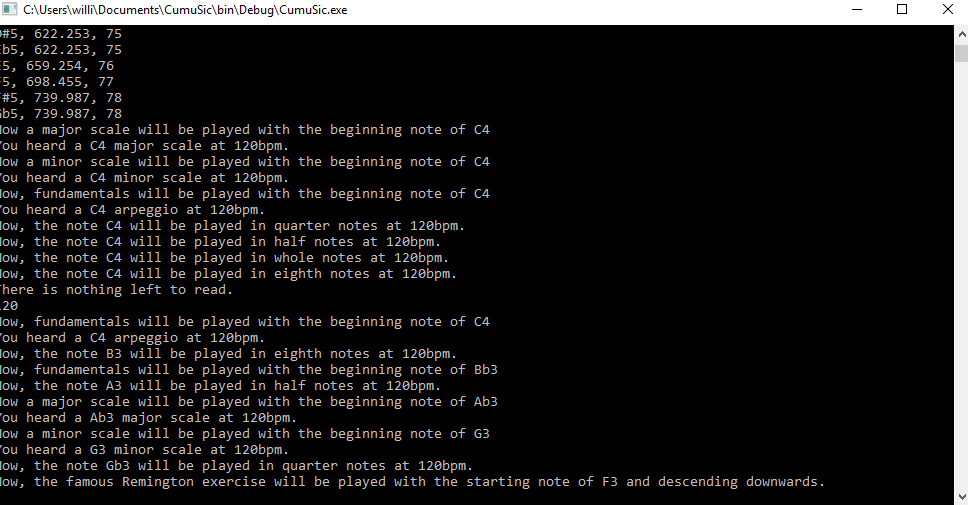 C:\Users\willi\Documents\CumuSic\bin\Debug\CumuSic.exe
D#5, 622.253, 75
Eb5, 622.253, 75
E5, 659.254, 76
F5, 698.455, 77
F#5, 739.987, 78
Gb5, 739.987, 78
Now a major scale will be played with the beginning note of C4
You heard a C4 major scale at 120bpm.
Now a minor scale will be played with the beginning note of C4
You heard a C4 minor scale at 120bpm.
Now, fundamentals will be played with the beginning note of C4
You heard a C4 arpeggio at 120bpm.
Now, the note C4 will be played in quarter notes at 120bpm.
Now, the note C4 will be played in half notes at 120bpm.
Now, the note C4 will be played in whole notes at 120bpm.
Now, the note C4 will be played in eighth notes at 120bpm.
There is nothing left to read.
120
Now, fundamentals will be played with the beginning note of C4
You heard a C4 arpeggio at 120bpm.
Now, the note B3 will be played in eighth notes at 120bpm.
Now, fundamentals will be played with the beginning note of Bb3
Now, the note A3 will be played in half notes at 120bpm.
Now a major scale will be played with the beginning note of Ab3
You heard a Ab3 major scale at 120bpm.
Now a minor scale will be played with the beginning note of G3
You heard a G3 minor scale at 120bpm.
Now, the note Gb3 will be played in quarter notes at 120bpm.
Now, the famous Remington exercise will be played with the starting note of F3 and descending downwards.